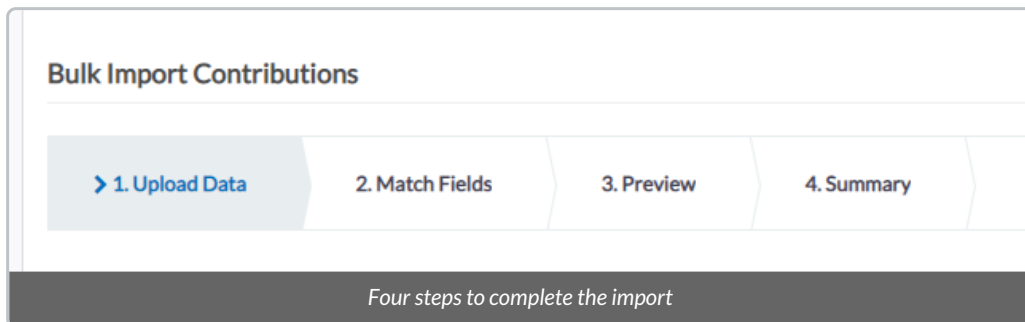 Bulk Import Contributions
1. Upload Data
2. Match Fields
3. Preview
4. Summary
Four steps to complete the import